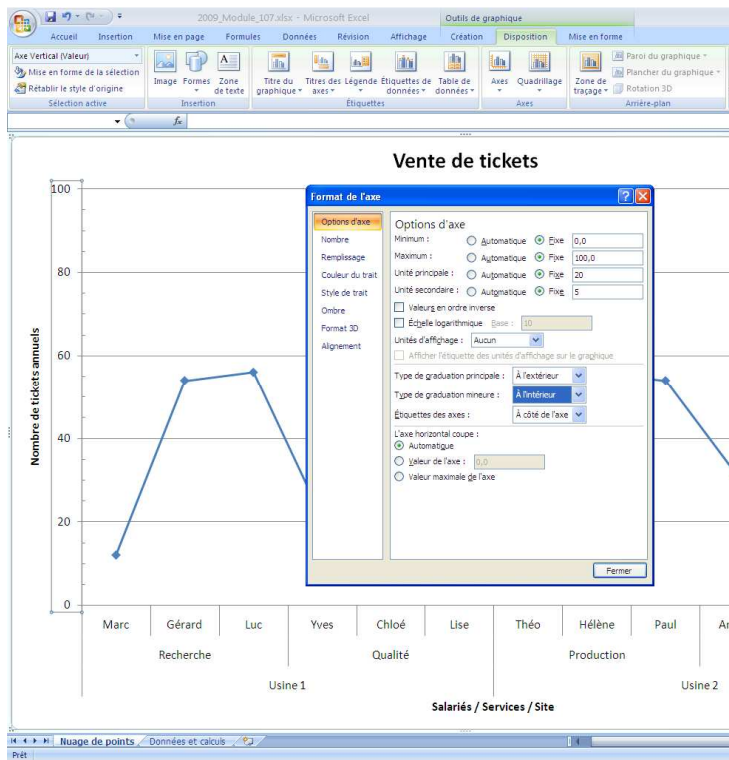 2009_Module_107.xlsx - Microsoft Excel
Outils de graphique
Accueil Insertion Mise en page Formules Données Révision Affichage Création Disposition Mise en forme
Axe Vertical (Valeur)
Mise en forme de la sélection
Rétablir le style d'origine
Sélection active
Image Formes Zone de texte
Insertion
Titre du graphique Titres des axes Légende Étiquettes de données Table de données
Étiquettes
Axes Quadrillage
Axes
Zone de traçage
Paroi du graphique
Plancher du graphique
Rotation 3D
Arrière-plan
fx
Vente de tickets
Nombre de tickets annuels
100
80
60
40
20
0
Format de l'axe
Options d'axe
Nombre
Remplissage
Couleur du trait
Style de trait
Ombre
Format 3D
Alignement
Options d'axe
Minimum : Automatique Fixe 0,0
Maximum : Automatique Fixe 100,0
Unité principale : Automatique Fixe 20
Unité secondaire : Automatique Fixe 5
Valeurs en ordre inverse
Échelle logarithmique Base : 10
Unités d'affichage : Aucun
Afficher l'étiquette des unités d'affichage sur le graphique
Type de graduation principale : À l'extérieur
Type de graduation mineure : À l'intérieur
Étiquettes des axes : À côté de l'axe
L'axe horizontal coupe :
Automatique
Valeur de l'axe : 0,0
Valeur maximale de l'axe
Fermer
Marc Gérard Luc Yves Chloé Lise Théo Hélène Paul
Recherche Qualité Production
Usine 1 Usine 2
Salariés / Services / Site
Nuage de points Données et calculs
Prêt